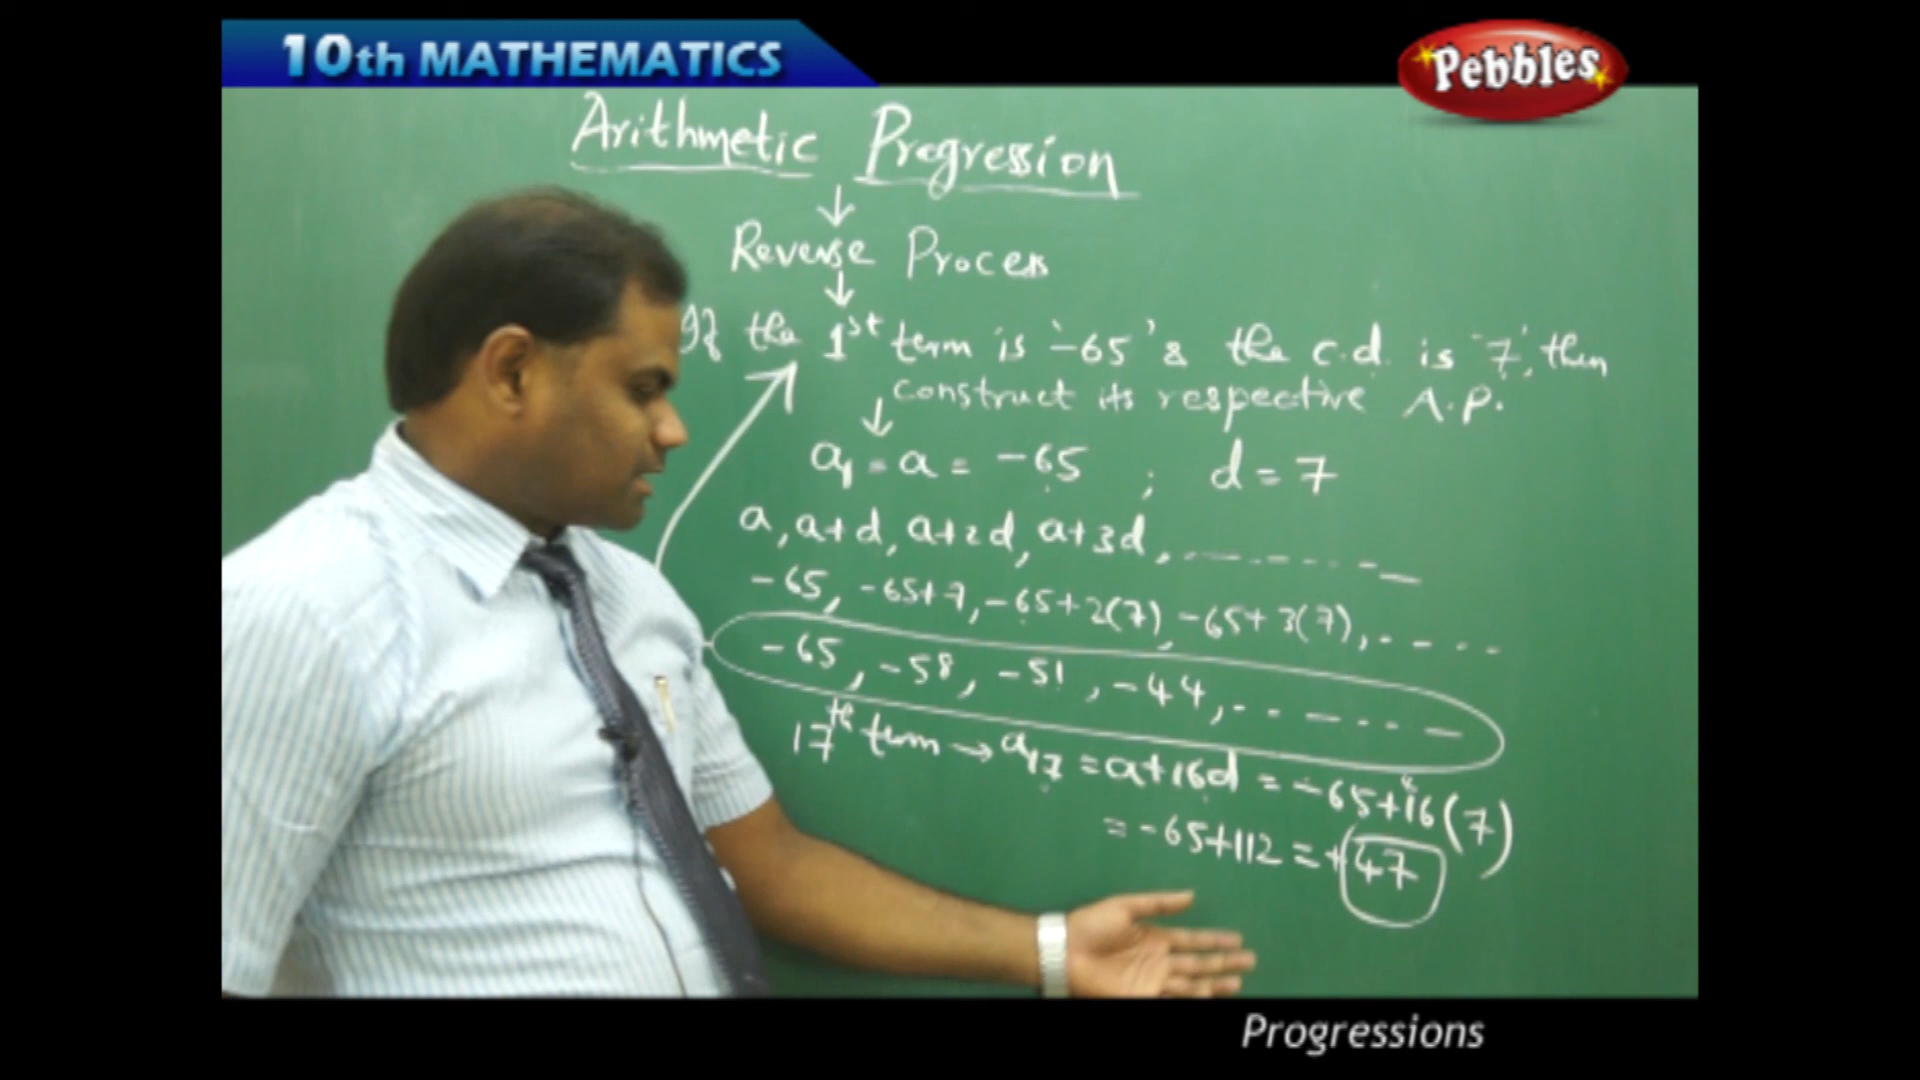 10th MATHEMATICS
Pebbles
Arithmetic Progression
↓
Reverse Process
↓
If the 1st term is '-65' & the c.d. is '7', then
construct its respective A.P.
↓
a1 = a = -65 ; d = 7
a, a+d, a+2d, a+3d, ---------
-65, -65+7, -65+2(7), -65+3(7), ----
-65, -58, -51, -44, -------
17th term → a17 = a+16d = -65+16(7)
= -65+112 = +47
Progressions